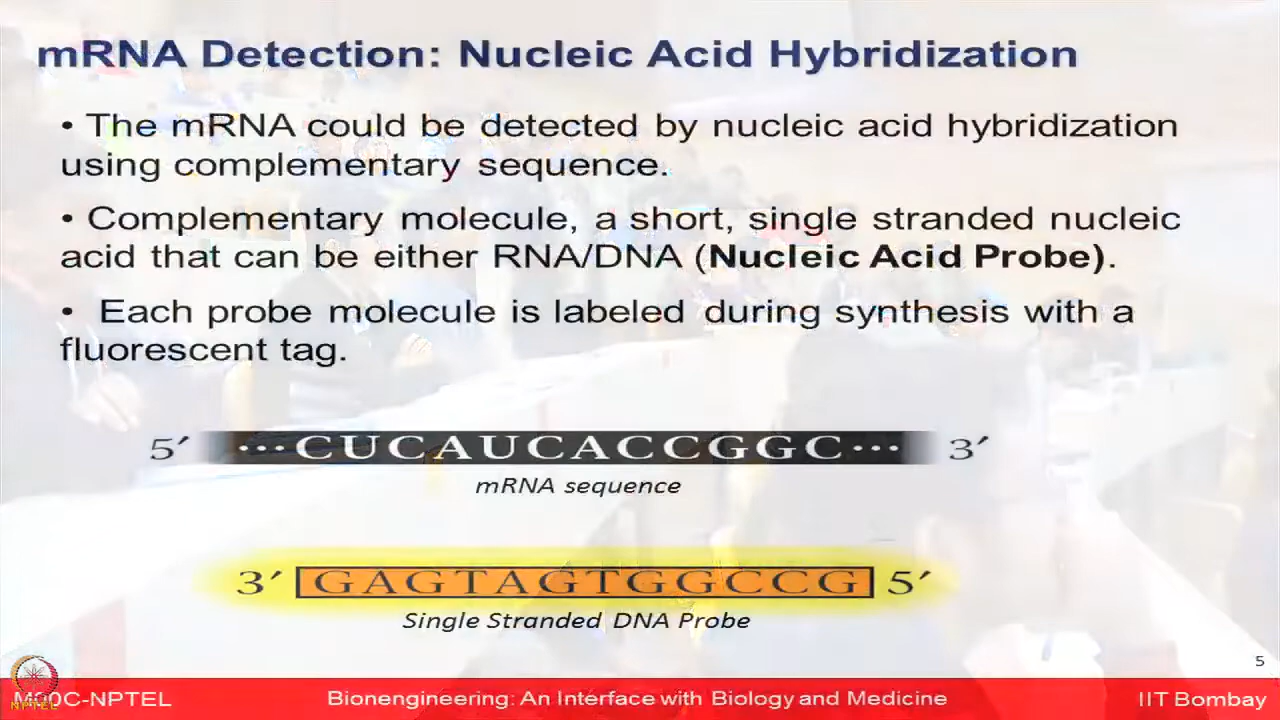 mRNA Detection: Nucleic Acid Hybridization
• The mRNA could be detected by nucleic acid hybridization
using complementary sequence.
• Complementary molecule, a short, single stranded nucleic
acid that can be either RNA/DNA (Nucleic Acid Probe).
• Each probe molecule is labeled during synthesis with a
fluorescent tag.
5′ ···CUCAUCACCGGC··· 3′
mRNA sequence
3′ GAGTAGTGGCCG 5′
Single Stranded DNA Probe
5
MOOC-NPTEL Bionengineering: An Interface with Biology and Medicine IIT Bombay
NPTEL